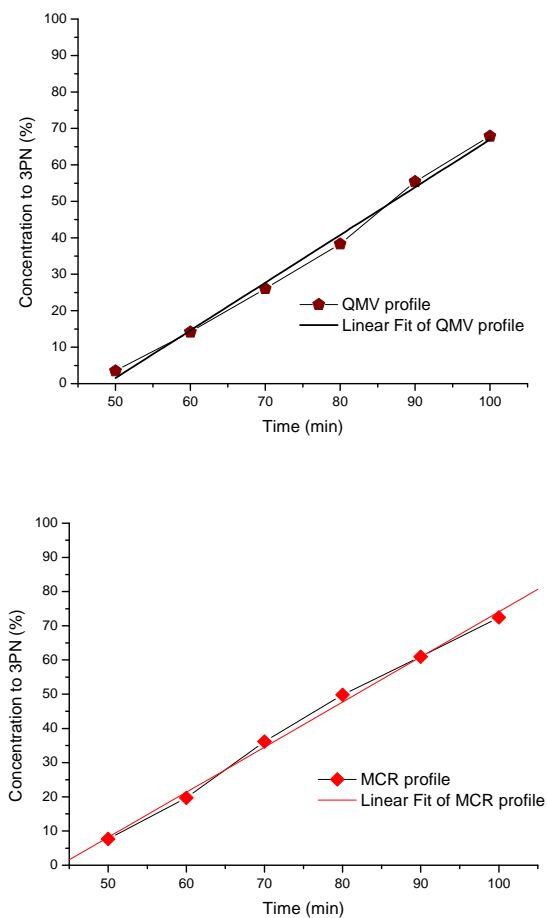 100
90
80
70
60
50
40
30
20
10
0
Concentration to 3PN (%)
QMV profile
Linear Fit of QMV profile
50 60 70 80 90 100
Time (min)
100
90
80
70
60
50
40
30
20
10
0
Concentration to 3PN (%)
MCR profile
Linear Fit of MCR profile
50 60 70 80 90 100
Time (min)